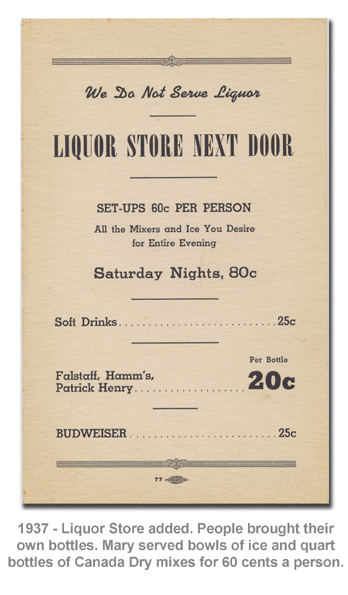 We Do Not Serve Liquor
LIQUOR STORE NEXT DOOR
SET-UPS 60c PER PERSON
All the Mixers and Ice You Desire
for Entire Evening
Saturday Nights, 80c
Soft Drinks............................25c
Per Bottle
Falstaff, Hamm's,
Patrick Henry.....................20c
BUDWEISER..........................25c
77
1937 - Liquor Store added. People brought their
own bottles. Mary served bowls of ice and quart
bottles of Canada Dry mixes for 60 cents a person.